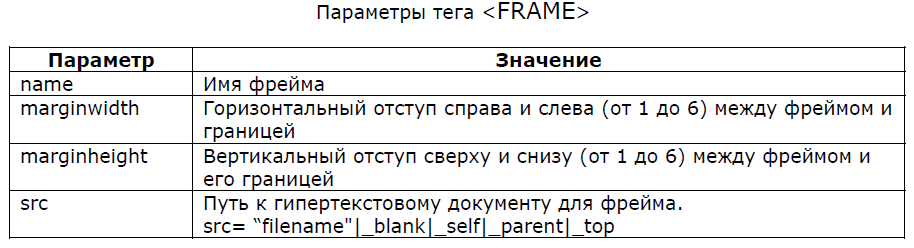 Параметры тега <FRAME>
Параметр Значение
name Имя фрейма
marginwidth Горизонтальный отступ справа и слева (от 1 до 6) между фреймом и
границей
marginheight Вертикальный отступ сверху и снизу (от 1 до 6) между фреймом и
его границей
src Путь к гипертекстовому документу для фрейма.
src= “filename"|_blank|_self|_parent|_top